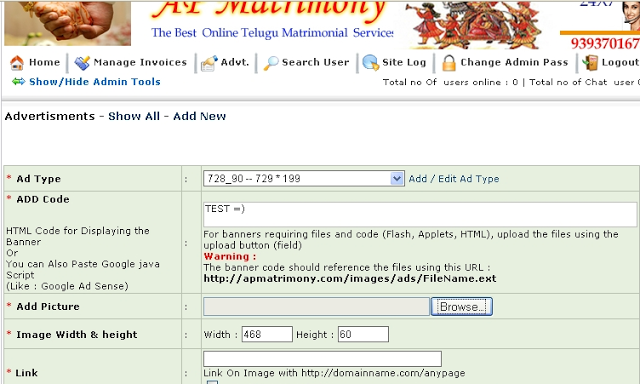 AP Matrimony
24X7
The Best Online Telugu Matrimonial Services
939370167
Home Manage Invoices Advt. Search User Site Log Change Admin Pass Logout
Show/Hide Admin Tools Total no Of users online : 0 | Total no of Chat user 0
Advertisments - Show All - Add New
* Ad Type : 728_90 -- 729 * 199 Add / Edit Ad Type
* ADD Code
TEST =)
HTML Code for Displaying the
Banner
Or
You can Also Paste Google java
Script
(Like : Google Ad Sense)
:
For banners requiring files and code (Flash, Applets, HTML), upload the files using the
upload button (field)
Warning :
The banner code should reference the files using this URL :
http://apmatrimony.com/images/ads/FileName.ext
* Add Picture : Browse..
* Image Width & height : Width : 468 Height : 60
* Link :
Link On Image with http://domainname.com/anypage